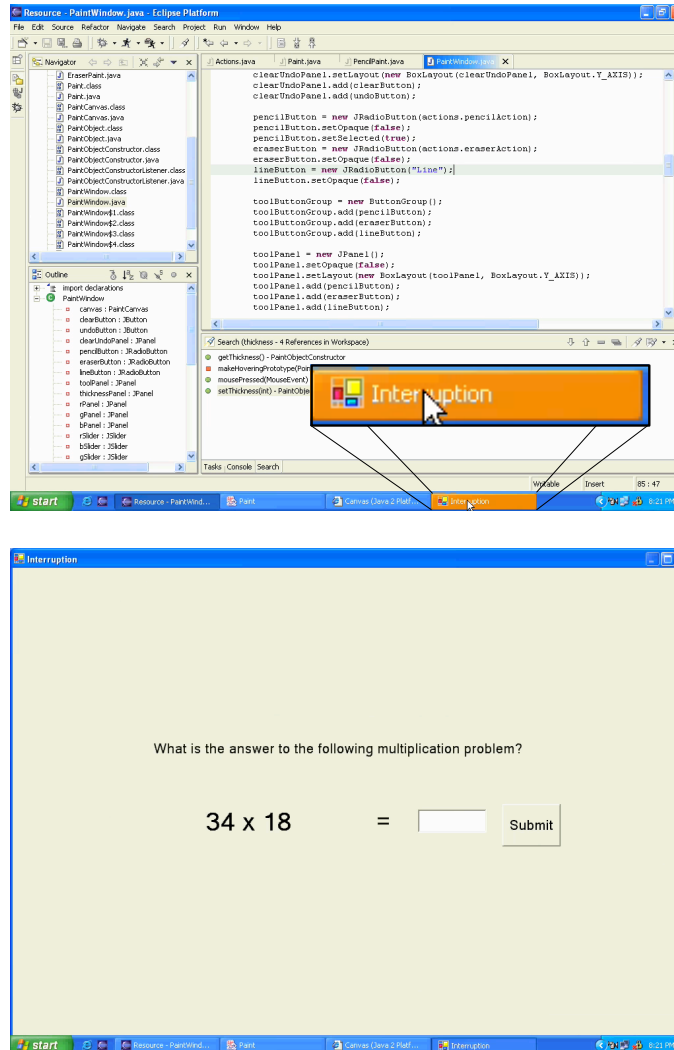 Resource - PaintWindow.java - Eclipse Platform
File Edit Source Refactor Navigate Search Project Run Window Help
Navigator
Actions.java
Paint.java
PencilPaint.java
PaintWindow.java
EraserPaint.java
Paint.class
Paint.java
PaintCanvas.class
PaintCanvas.java
PaintObject.class
PaintObject.java
PaintObjectConstructor.class
PaintObjectConstructor.java
PaintObjectConstructorListener.class
PaintObjectConstructorListener.java
PaintWindow.class
PaintWindow.java
PaintWindow$1.class
PaintWindow$2.class
PaintWindow$3.class
PaintWindow$4.class
clearUndoPanel.setLayout(new BoxLayout(clearUndoPanel, BoxLayout.Y_AXIS));
clearUndoPanel.add(clearButton);
clearUndoPanel.add(undoButton);
pencilButton = new JRadioButton(actions.pencilAction);
pencilButton.setOpaque(false);
pencilButton.setSelected(true);
eraserButton = new JRadioButton(actions.eraserAction);
eraserButton.setOpaque(false);
lineButton = new JRadioButton("Line");
lineButton.setOpaque(false);
toolButtonGroup = new ButtonGroup();
toolButtonGroup.add(pencilButton);
toolButtonGroup.add(eraserButton);
toolButtonGroup.add(lineButton);
toolPanel = new JPanel();
toolPanel.setOpaque(false);
toolPanel.setLayout(new BoxLayout(toolPanel, BoxLayout.Y_AXIS));
toolPanel.add(pencilButton);
toolPanel.add(eraserButton);
toolPanel.add(lineButton);
Outline
import declarations
PaintWindow
canvas : PaintCanvas
clearButton : JButton
undoButton : JButton
clearUndoPanel : JPanel
pencilButton : JRadioButton
eraserButton : JRadioButton
lineButton : JRadioButton
toolPanel : JPanel
thicknessPanel : JPanel
rPanel : JPanel
gPanel : JPanel
bPanel : JPanel
rSlider : JSlider
bSlider : JSlider
gSlider : JSlider
Search (thickness - 4 References in Workspace)
getThickness() - PaintObjectConstructor
makeHoveringPrototype(Poin
mousePressed(MouseEvent)
setThickness(int) - PaintObje
Interruption
Tasks Console Search
Writable Insert 85 : 47
start Resource - PaintWind... Paint Canvas (Java 2 Platf... Interruption 8:21 PM
Interruption
What is the answer to the following multiplication problem?
34 x 18 = Submit
start Resource - PaintWind... Paint Canvas (Java 2 Platf... Interruption 8:21 PM